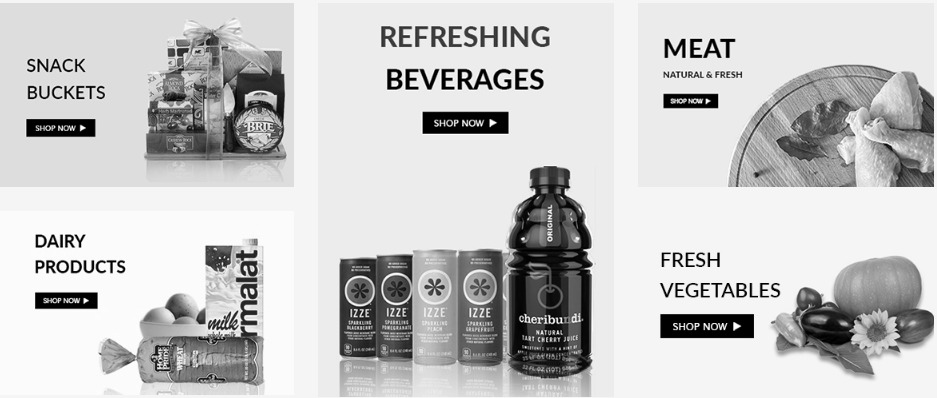 SNACK
BUCKETS
SHOP NOW
BRIE
DAIRY
PRODUCTS
SHOP NOW
milk
rmalat
WHEAT
REFRESHING
BEVERAGES
SHOP NOW
ORIGINAL
IZZE
SPARKLING
BLACKBERRY
IZZE
SPARKLING
POMEGRANATE
IZZE
SPARKLING
PEACH
IZZE
SPARKLING
GRAPEFRUIT
cheribundi.
NATURAL
TART CHERRY JUICE
MEAT
NATURAL & FRESH
SHOP NOW
FRESH
VEGETABLES
SHOP NOW